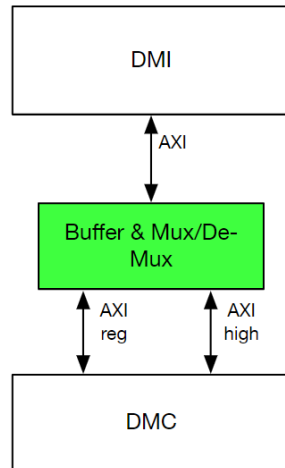 DMI
AXI
Buffer & Mux/De-
Mux
AXI
reg
AXI
high
DMC